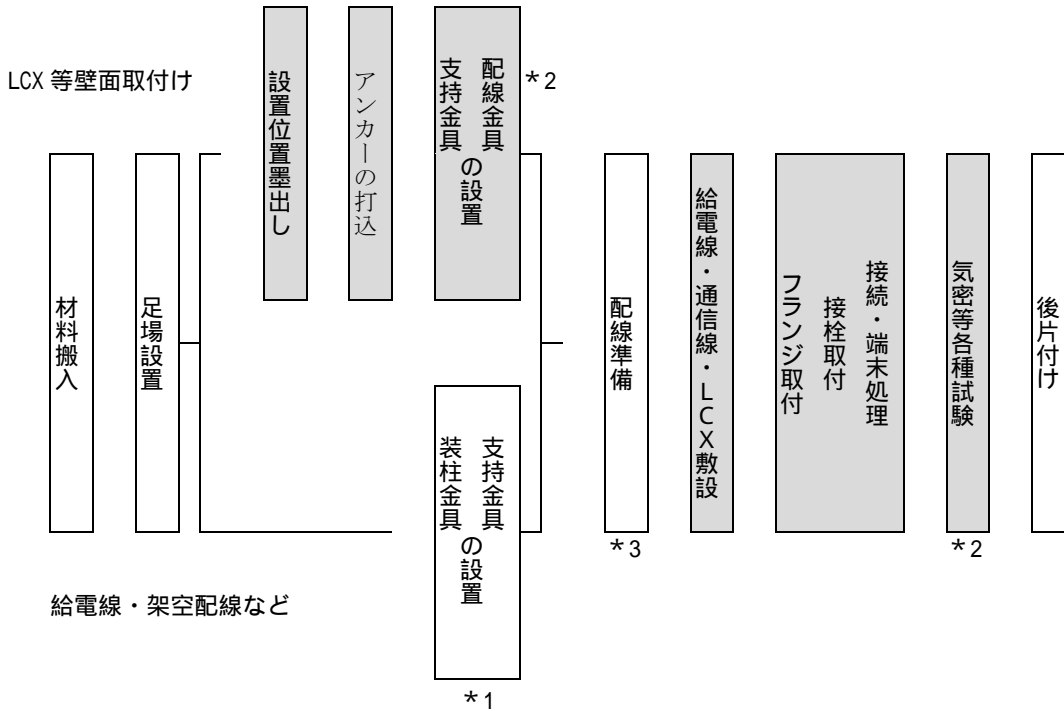 LCX 等壁面取付け
材料搬入
足場設置
設置位置墨出し
アンカーの打込
配線金具
支持金具
の設置
*2
支持金具
装柱金具
の設置
*1
給電線・架空配線など
配線準備
*3
給電線・通信線・LCX敷設
接続・端末処理
接栓取付
フランジ取付
気密等各種試験
*2
後片付け